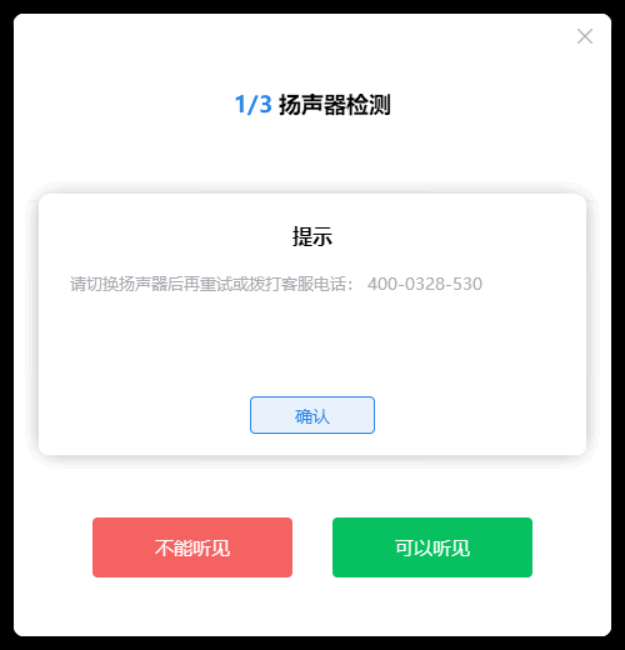 1/3 扬声器检测
提示
请切换扬声器后再重试或拨打客服电话： 400-0328-530
确认
不能听见
可以听见